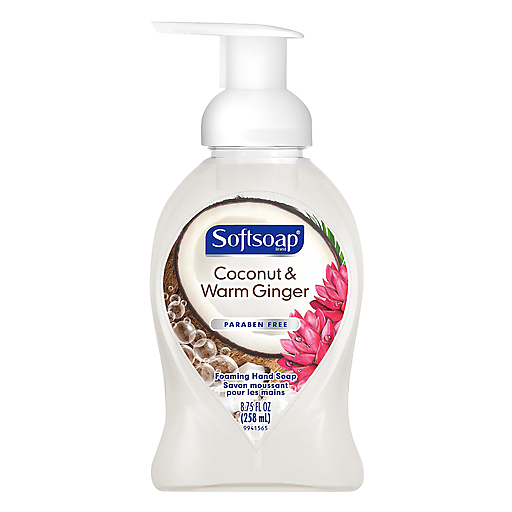 Softsoap®
BRAND
Coconut &
Warm Ginger
PARABEN FREE
Foaming Hand Soap
Savon moussant
pour les mains
8.75 FL OZ
(258 mL)
9941565